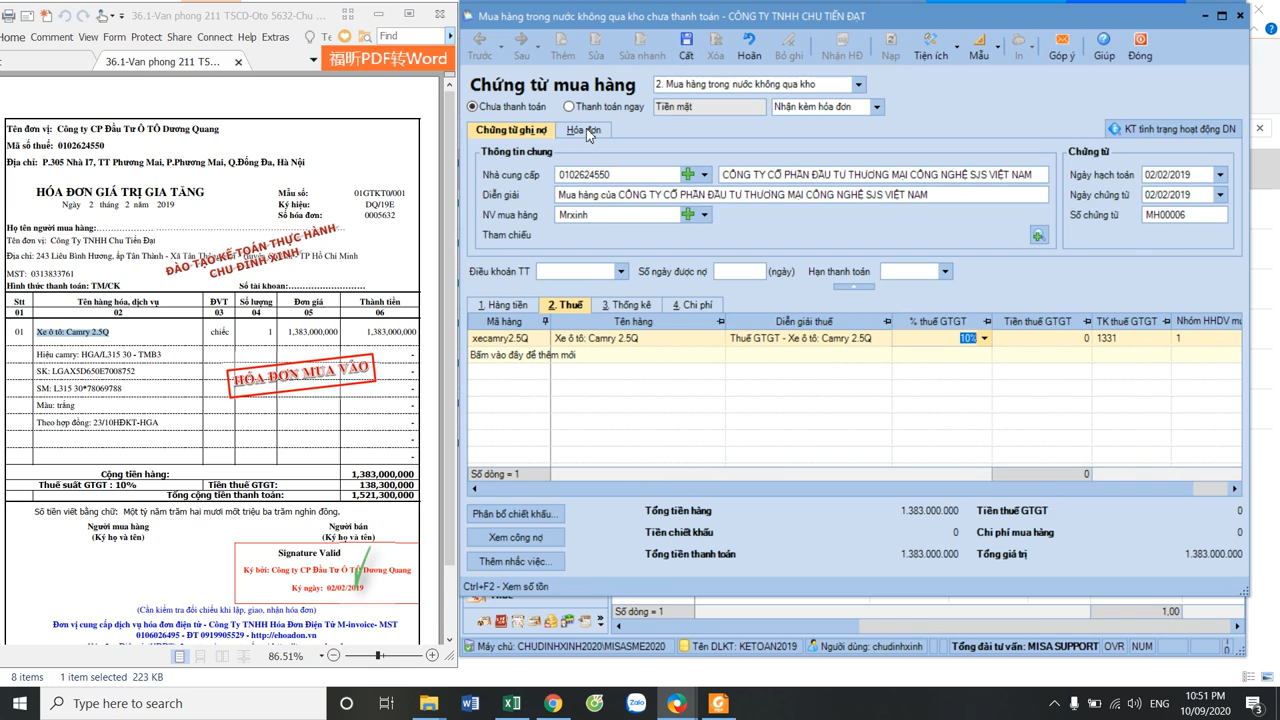 36.1-Van phong 211 TSCD-Oto 5632-Chu ...
Home Comment View Form Protect Share Connect Help Extras
Find
36.1-Van phong 211 TS...
福昕PDF转Word
Tên đơn vị: Công ty CP Đầu Tư Ô TÔ Dương Quang
Mã số thuế: 0102624550
Địa chỉ: P.305 Nhà I7, TT Phương Mai, P.Phương Mai, Q.Đống Đa, Hà Nội
HÓA ĐƠN GIÁ TRỊ GIA TĂNG
Ngày 2 tháng 2 năm 2019
Mẫu số: 01GTKT0/001
Ký hiệu: DQ/19E
Số hóa đơn: 0005632
Họ tên người mua hàng:
Tên đơn vị: Công ty TNHH Chu Tiến Đạt
Địa chỉ: 243 Liêu Bình Hương, ấp Tân Thành - Xã Tân Thông Hội - Huyện Củ Chi - TP Hồ Chí Minh
MST: 0313833761
ĐÀO TẠO KẾ TOÁN THỰC HÀNH
CHU ĐÌNH XINH
Hình thức thanh toán: TM/CK
Số tài khoản:
Stt Tên hàng hóa, dịch vụ ĐVT Số lượng Đơn giá Thành tiền
01 02 03 04 05 06
01 Xe ô tô: Camry 2.5Q chiếc 1 1,383,000,000 1,383,000,000
Hiệu camry: HGA/L315 30 - TMB3 -
SK: LGAX5D650E7008752 -
SM: L315 30*78069788 -
Màu: trắng -
Theo hợp đồng: 23/10HĐKT-HGA -
-
-
HÓA ĐƠN MUA VÀO
Cộng tiền hàng: 1,383,000,000
Thuế suất GTGT : 10% Tiền thuế GTGT: 138,300,000
Tổng cộng tiền thanh toán: 1,521,300,000
Số tiền viết bằng chữ: Một tỷ năm trăm hai mươi một triệu ba trăm nghìn đồng.
Người mua hàng Người bán
(Ký họ và tên) (Ký họ và tên)
Signature Valid
Ký bởi: Công ty CP Đầu Tư Ô TÔ Dương Quang
Ký ngày: 02/02/2019
(Cần kiểm tra đối chiếu khi lập, giao, nhận hóa đơn)
Đơn vị cung cấp dịch vụ hóa đơn điện tử - Công ty TNHH Hóa Đơn Điện Tử M-invoice- MST
0106026495 - ĐT 0919905529 - http://ehoadon.vn
86.51%
8 items 1 item selected 223 KB
Mua hàng trong nước không qua kho chưa thanh toán - CÔNG TY TNHH CHU TIẾN ĐẠT
Trước Sau Thêm Sửa Sửa nhanh Cất Xóa Hoãn Bỏ ghi Nạp Nhận HĐ Tiện ích Mẫu In Góp ý Giúp Đóng
Chứng từ mua hàng
2. Mua hàng trong nước không qua kho
Chưa thanh toán Thanh toán ngay Tiền mặt Nhận kèm hóa đơn
Chứng từ ghi nợ Hóa đơn
KT tình trạng hoạt động DN
Thông tin chung
Nhà cung cấp 0102624550 CÔNG TY CỔ PHẦN ĐẦU TƯ THƯƠNG MẠI CÔNG NGHỆ SJS VIỆT NAM
Diễn giải Mua hàng của CÔNG TY CỔ PHẦN ĐẦU TƯ THƯƠNG MẠI CÔNG NGHỆ SJS VIỆT NAM
NV mua hàng Mrxinh
Tham chiếu
Chứng từ
Ngày hạch toán 02/02/2019
Ngày chứng từ 02/02/2019
Số chứng từ MH00006
Điều khoản TT Số ngày được nợ (ngày) Hạn thanh toán
1. Hàng tiền 2. Thuế 3. Thống kê 4. Chi phí
Mã hàng Tên hàng Diễn giải thuế % thuế GTGT Tiền thuế GTGT TK thuế GTGT Nhóm HHDV mu
xecamry2.5Q Xe ô tô: Camry 2.5Q Thuế GTGT - Xe ô tô: Camry 2.5Q 10% 0 1331 1
Bấm vào đây để thêm mới
Số dòng = 1 0
Phân bổ chiết khấu...
Xem công nợ
Thêm nhắc việc...
Tổng tiền hàng 1.383.000.000 Tiền thuế GTGT 0
Tiền chiết khấu 0 Chi phí mua hàng 0
Tổng tiền thanh toán 1.383.000.000 Tổng giá trị 1.383.000.000
Ctrl+F2 - Xem số tồn
Số dòng = 1 1.00
Máy chủ: CHUDINHXINH2020\MISASME2020 Tên DLKT: KETOAN2019 Người dùng: chudinhxinh Tổng đài tư vấn: MISA SUPPORT OVR NUM
Type here to search
ENG
10:51 PM
10/09/2020
3